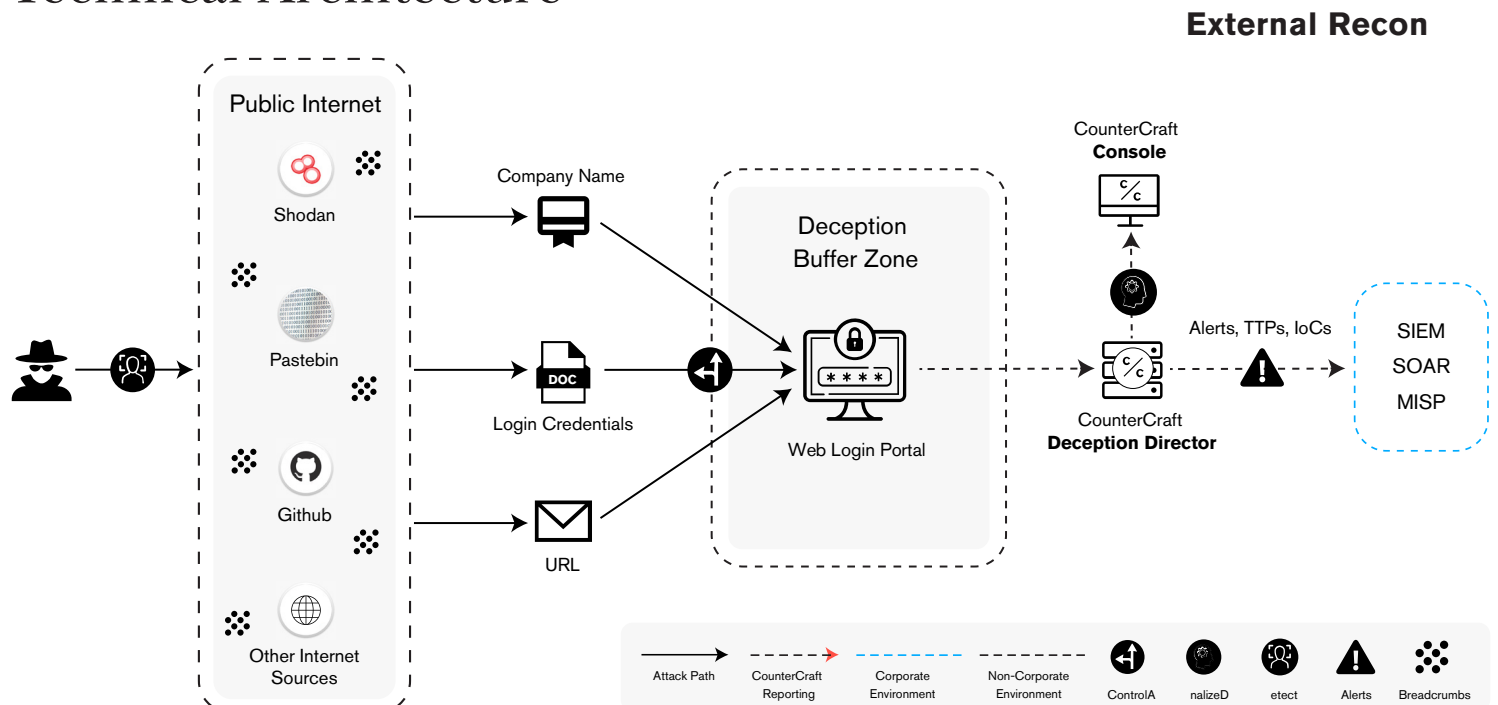 Technical Architecture
External Recon
Public Internet
Shodan
Pastebin
Github
Other Internet
Sources
Company Name
DOC
Login Credentials
URL
Deception
Buffer Zone
* * * *
Web Login Portal
CounterCraft
Console
C/C
C/C
CounterCraft
Deception Director
Alerts, TTPs, IoCs
SIEM
SOAR
MISP
Attack Path
CounterCraft
Reporting
Corporate
Environment
Non-Corporate
Environment
ControlA
nalizeD
etect
Alerts
Breadcrumbs